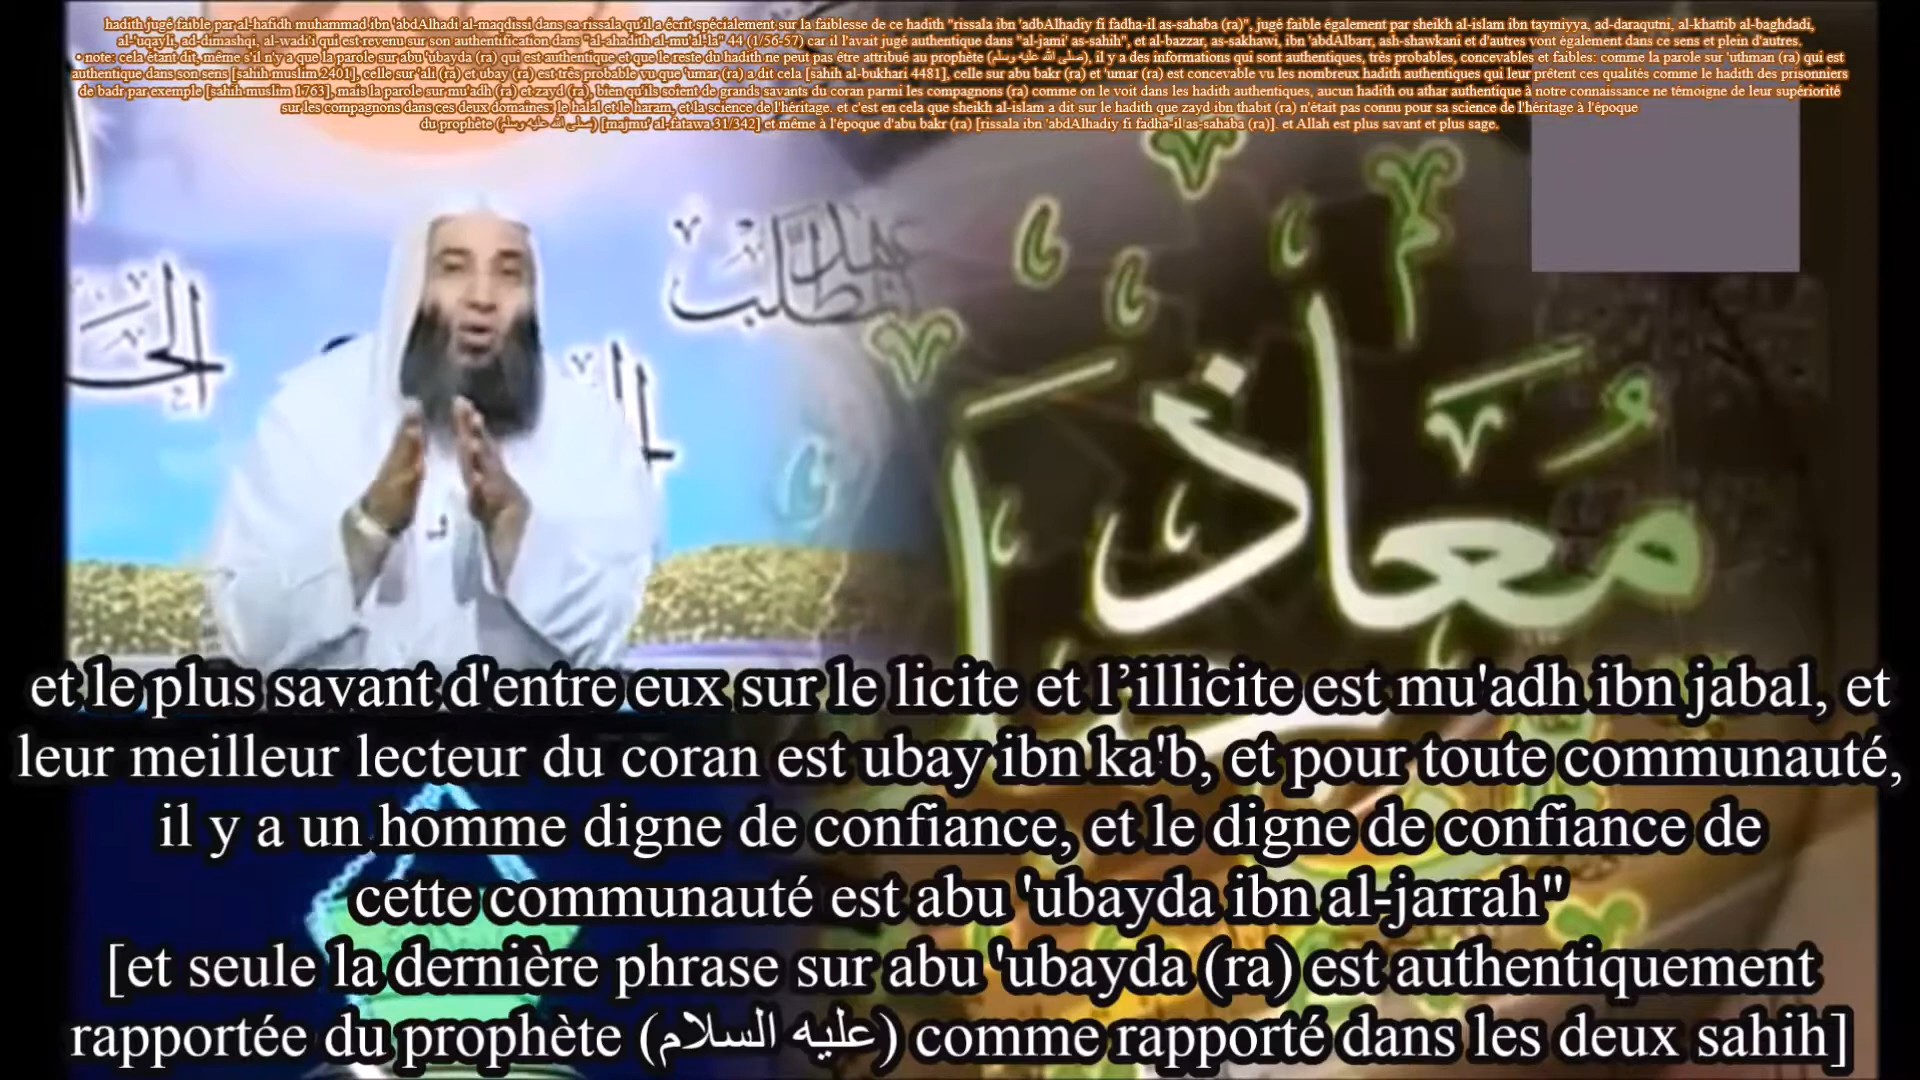 hadith jugé faible par al-hafidh muhammad ibn 'abdAlhadi al-maqdissi dans sa rissala qu'il a écrit spécialement sur la faiblesse de ce hadith "rissala ibn 'adbAlhadiy fi fadha-il as-sahaba (ra)", jugé faible également par sheikh al-islam ibn taymiyya, ad-daraqutni, al-khattib al-baghdadi,
al-'uqayli, ad-dimashqi, al-wadi'i qui est revenu sur son authentification dans "al-ahadith al-mu'al-la" 44 (1/56-57) car il l'avait jugé authentique dans "al-jami' as-sahih", et al-bazzar, as-sakhawi, ibn 'abdAlbarr, ash-shawkani et d'autres vont également dans ce sens et plein d'autres.
• note: cela étant dit, même s'il n'y a que la parole sur abu 'ubayda (ra) qui est authentique et que le reste du hadith ne peut pas être attribué au prophète (صلى الله عليه وسلم), il y a des informations qui sont authentiques, très probables, concevables et faibles: comme la parole sur 'uthman (ra) qui est
authentique dans son sens [sahih muslim 2401], celle sur 'ali (ra) et ubay (ra) est très probable vu que 'umar (ra) a dit cela [sahih al-bukhari 4481], celle sur abu bakr (ra) et 'umar (ra) est concevable vu les nombreux hadith authentiques qui leur prêtent ces qualités comme le hadith des prisonniers
de badr par exemple [sahih muslim 1763], mais la parole sur mu'adh (ra) et zayd (ra), bien qu'ils soient de grands savants du coran parmi les compagnons (ra) comme on le voit dans les hadith authentiques, aucun hadith ou athar authentique à notre connaissance ne témoigne de leur supériorité
sur les compagnons dans ces deux domaines: le halal et le haram, et la science de l'héritage. et c'est en cela que sheikh al-islam a dit sur le hadith que zayd ibn thabit (ra) n'était pas connu pour sa science de l'héritage à l'époque
du prophète (صلى الله عليه وسلم) [majmu' al-fatawa 31/342] et même à l'époque d'abu bakr (ra) [rissala ibn 'abdAlhadiy fi fadha-il as-sahaba (ra)]. et Allah est plus savant et plus sage.
عبد المطلب
مُعاذ
et le plus savant d'entre eux sur le licite et l’illicite est mu'adh ibn jabal, et
leur meilleur lecteur du coran est ubay ibn ka'b, et pour toute communauté,
il y a un homme digne de confiance, et le digne de confiance de
cette communauté est abu 'ubayda ibn al-jarrah"
[et seule la dernière phrase sur abu 'ubayda (ra) est authentiquement
rapportée du prophète (عليه السلام) comme rapporté dans les deux sahih]